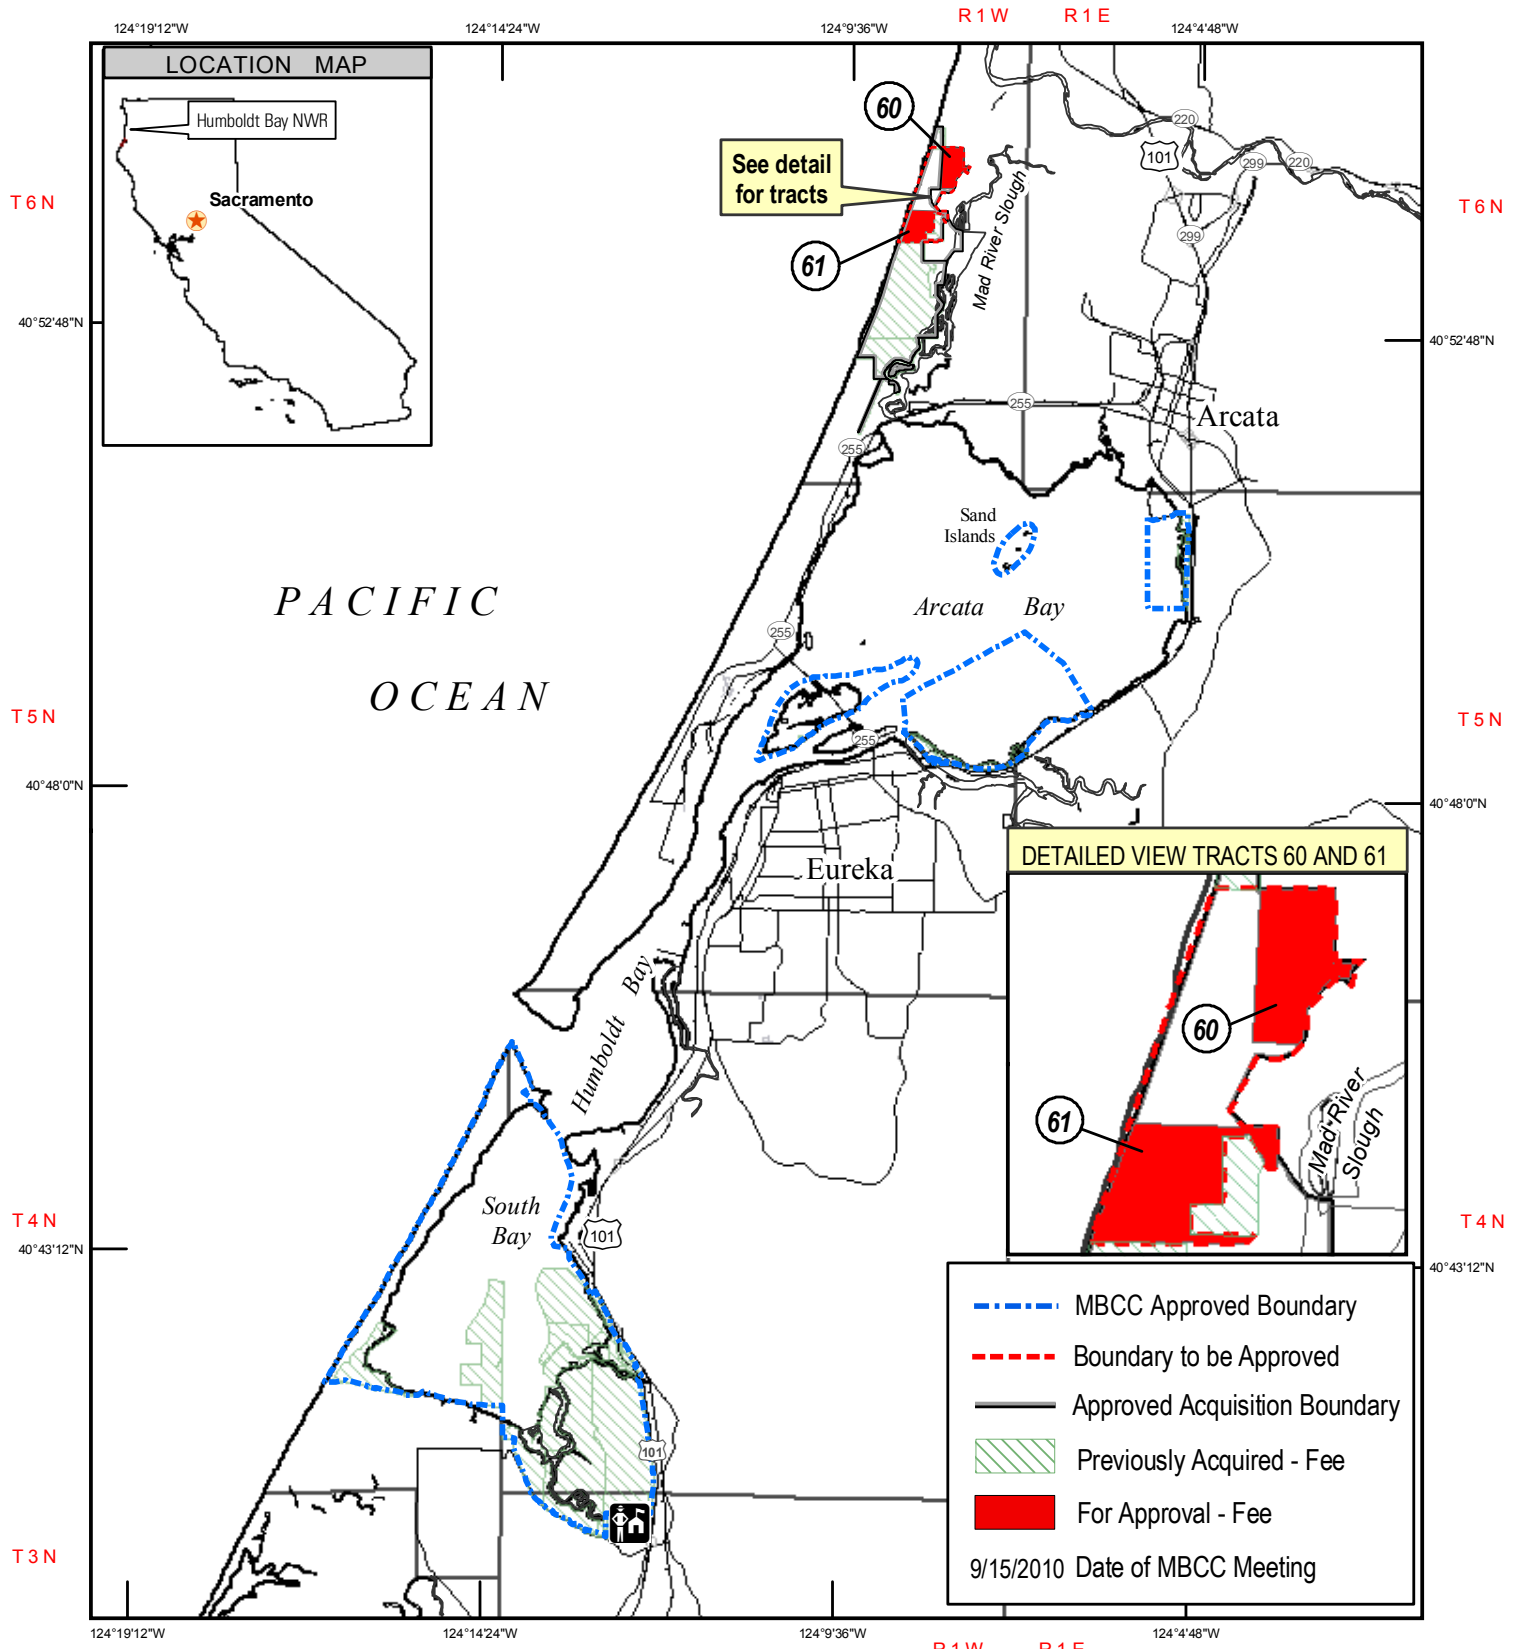 R 1 W R 1 E
124°19'12"W 124°14'24"W 124°9'36"W 124°4'48"W
LOCATION MAP
Humboldt Bay NWR
Sacramento
60
See detail
for tracts
61
Mad River Slough
220
101
299
220
299
T 6 N
T 6 N
40°52'48"N
40°52'48"N
255
Arcata
255
Sand
Islands
Arcata Bay
PACIFIC
OCEAN
255
T 5 N
T 5 N
255
40°48'0"N
40°48'0"N
Eureka
DETAILED VIEW TRACTS 60 AND 61
60
61
Mad River
Slough
Humboldt Bay
South
Bay
101
T 4 N
T 4 N
40°43'12"N
40°43'12"N
101
MBCC Approved Boundary
Boundary to be Approved
Approved Acquisition Boundary
Previously Acquired - Fee
For Approval - Fee
9/15/2010 Date of MBCC Meeting
T 3 N
124°19'12"W 124°14'24"W 124°9'36"W 124°4'48"W
R 1 W R 1 E